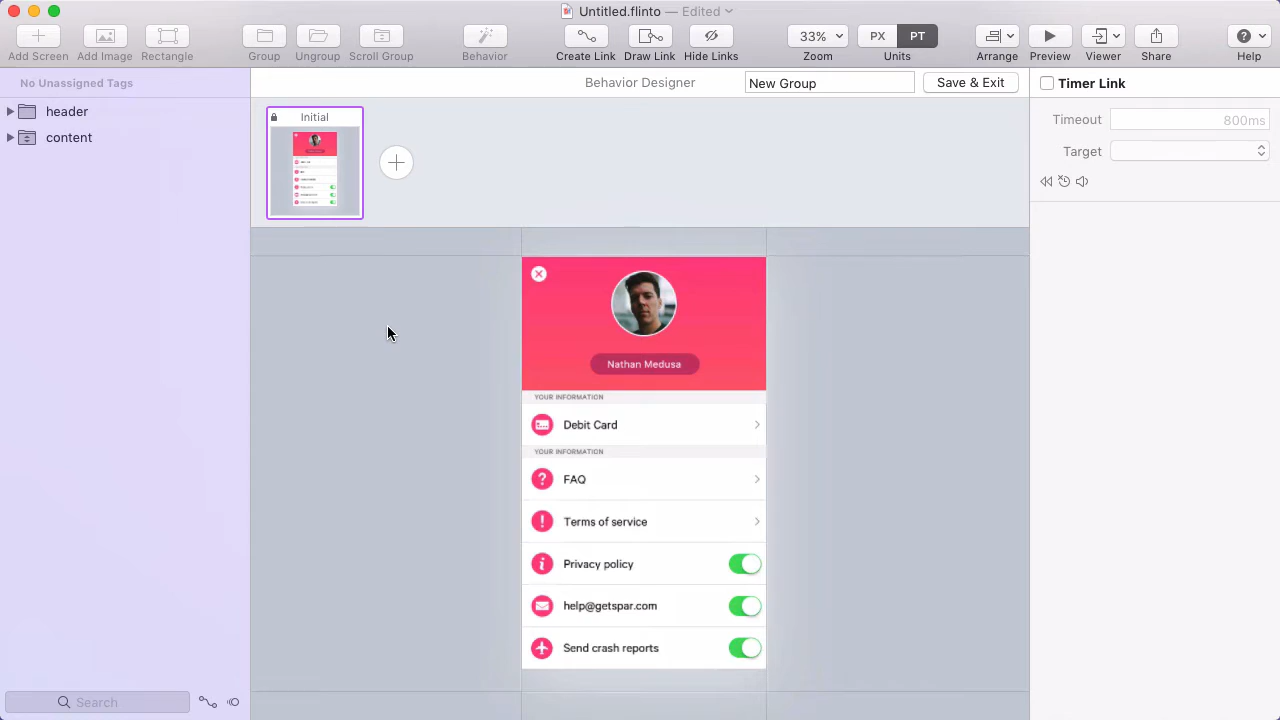 Untitled.flinto — Edited
Add Screen
Add Image
Rectangle
Group
Ungroup
Scroll Group
Behavior
Create Link
Draw Link
Hide Links
33%
Zoom
PX
PT
Units
Arrange
Preview
Viewer
Share
Help
No Unassigned Tags
Behavior Designer
New Group
Save & Exit
Timer Link
header
content
Initial
Timeout
800ms
Target
Nathan Medusa
YOUR INFORMATION
Debit Card
YOUR INFORMATION
FAQ
Terms of service
Privacy policy
help@getspar.com
Send crash reports
Search